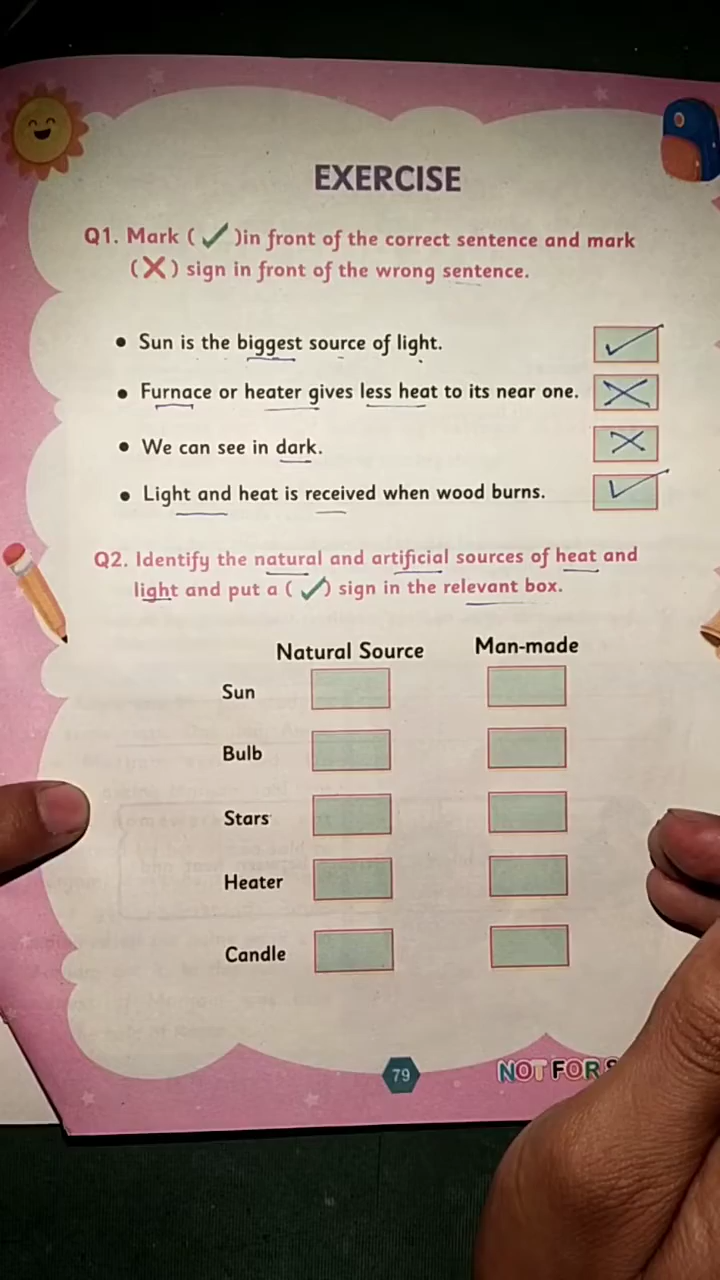 EXERCISE
Q1. Mark ( ✓ )in front of the correct sentence and mark
(X) sign in front of the wrong sentence.
• Sun is the biggest source of light. ✓
• Furnace or heater gives less heat to its near one. X
• We can see in dark. X
• Light and heat is received when wood burns. ✓
Q2. Identify the natural and artificial sources of heat and
light and put a ( ✓ ) sign in the relevant box.
Natural Source Man-made
Sun
Bulb
Stars
Heater
Candle
79
NOT FOR